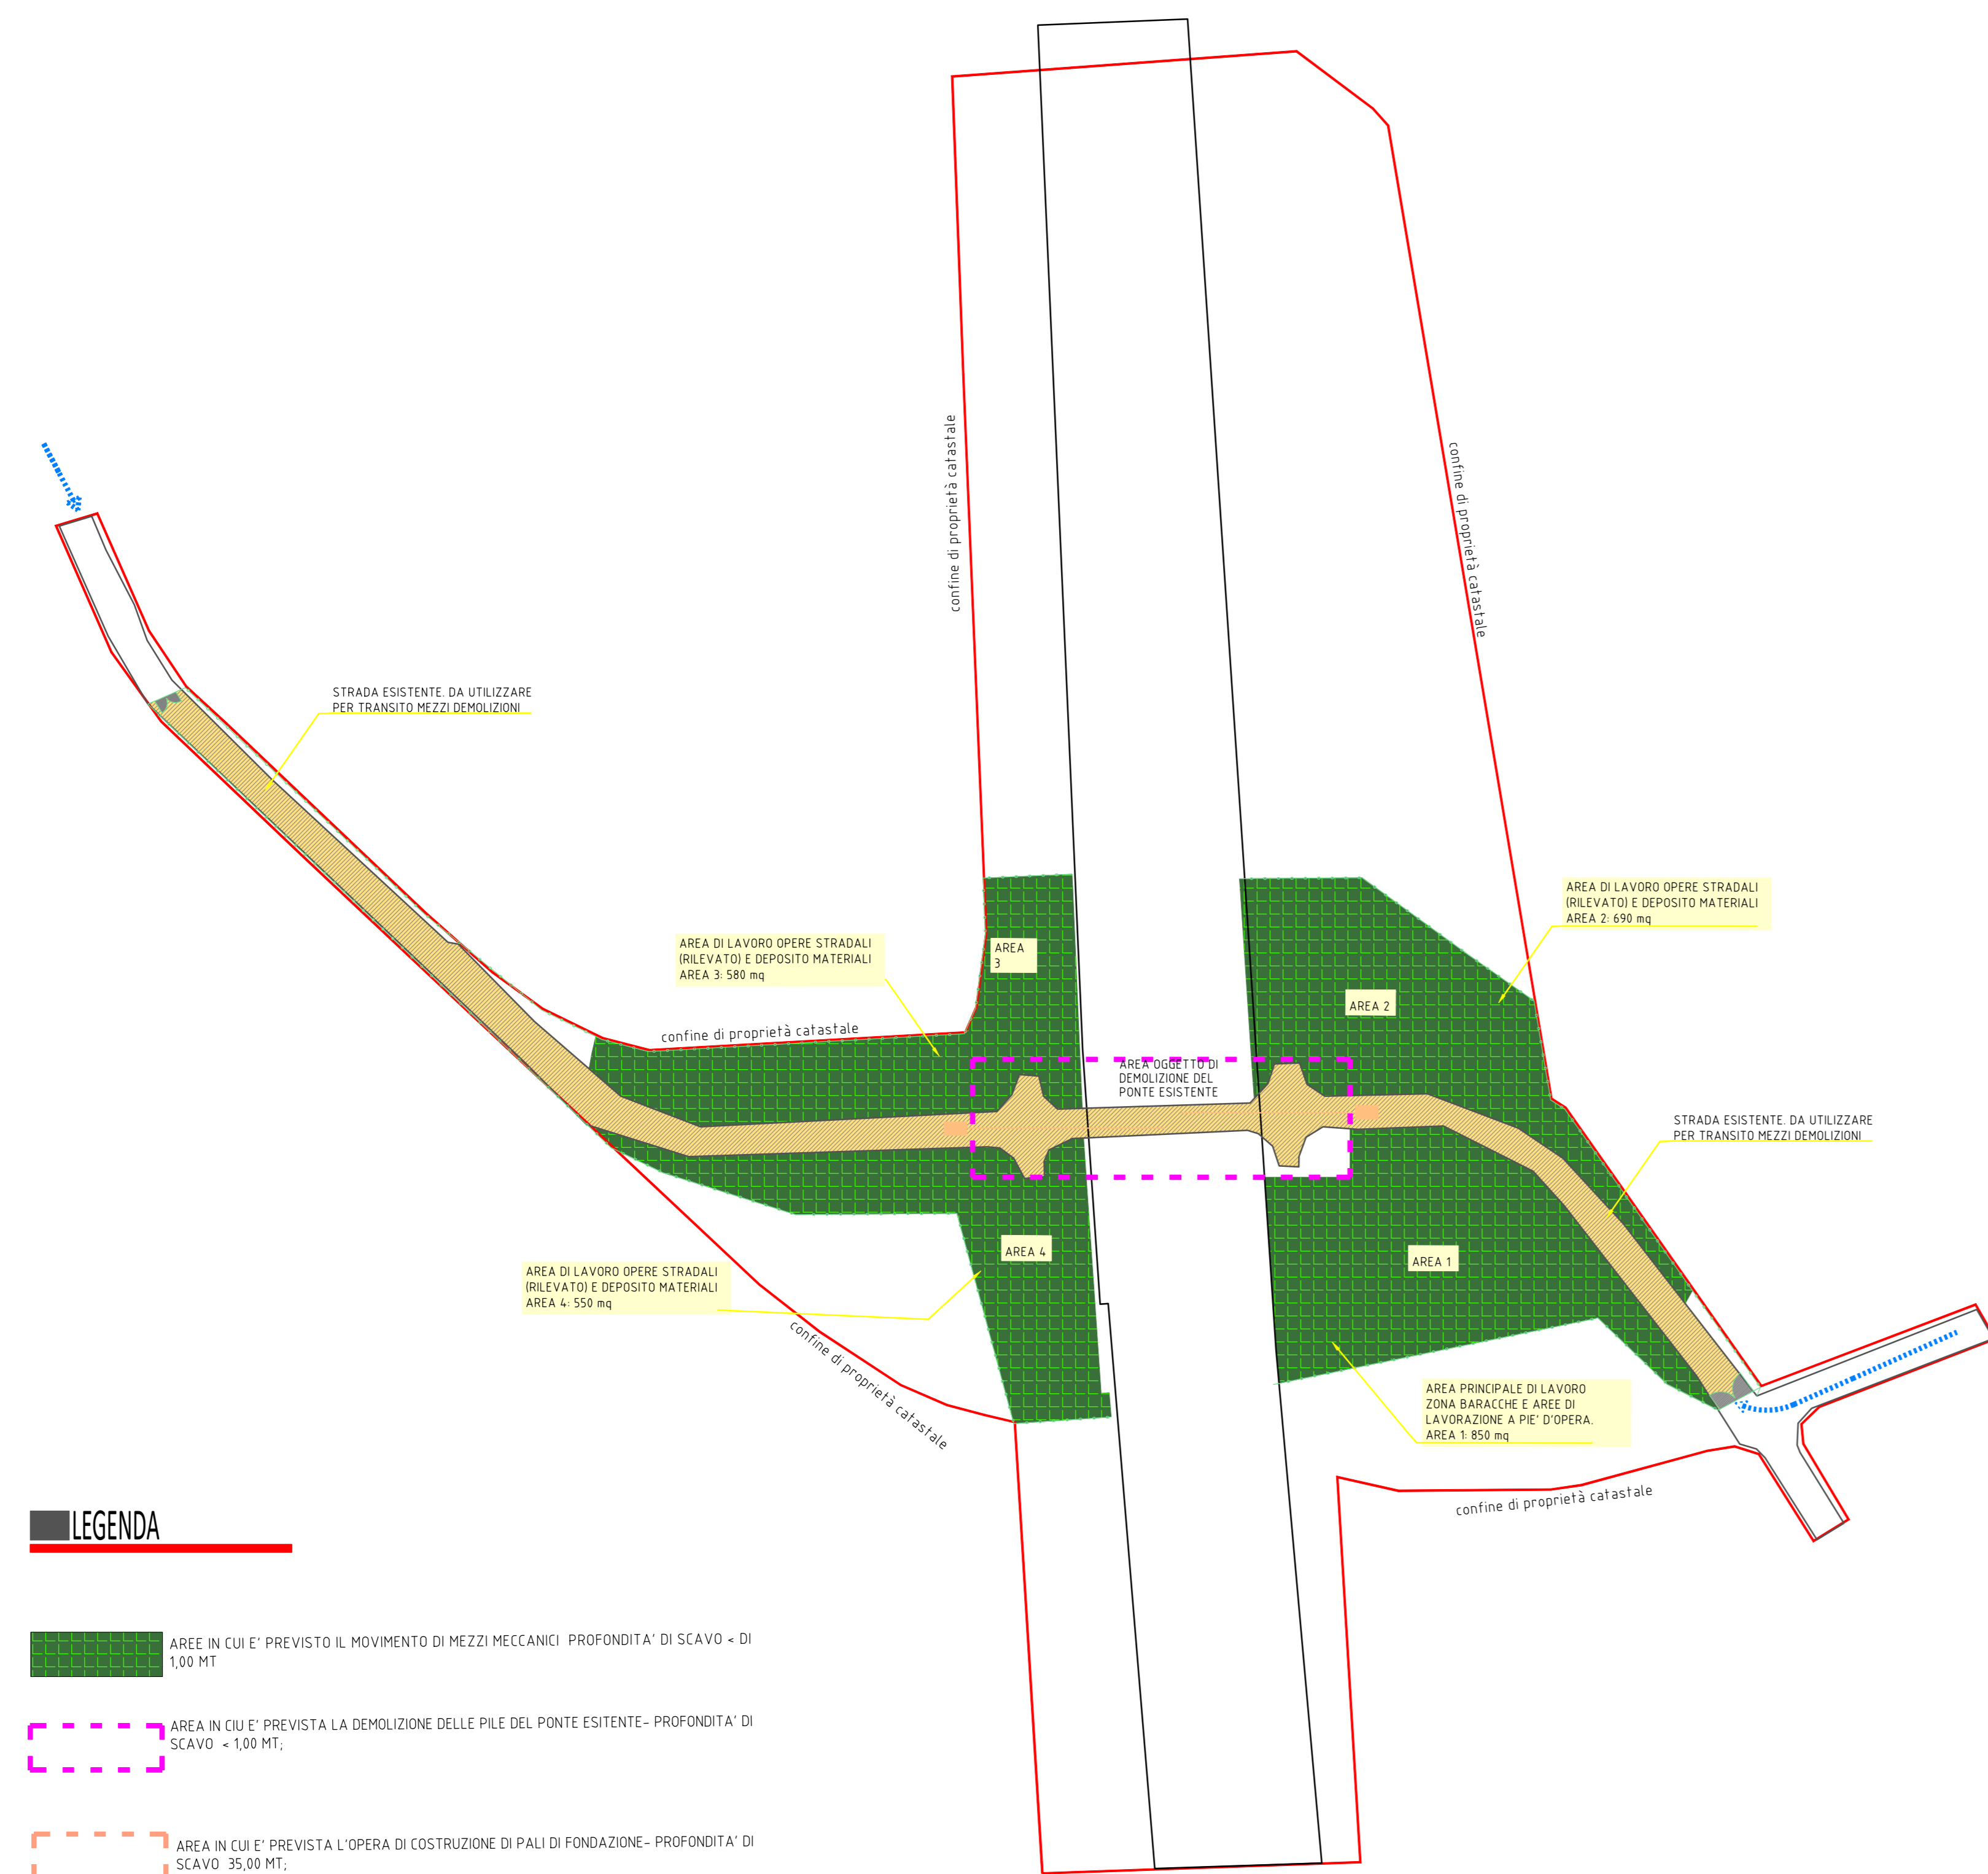 confine di proprietà catastale
confine di proprietà catastale
STRADA ESISTENTE. DA UTILIZZARE
PER TRANSITO MEZZI DEMOLIZIONI
AREA DI LAVORO OPERE STRADALI
(RILEVATO) E DEPOSITO MATERIALI
AREA 2: 690 mq
AREA DI LAVORO OPERE STRADALI
(RILEVATO) E DEPOSITO MATERIALI
AREA 3: 580 mq
AREA
3
AREA 2
confine di proprietà catastale
AREA OGGETTO DI
DEMOLIZIONE DEL
PONTE ESISTENTE
STRADA ESISTENTE. DA UTILIZZARE
PER TRANSITO MEZZI DEMOLIZIONI
AREA 4
AREA 1
AREA DI LAVORO OPERE STRADALI
(RILEVATO) E DEPOSITO MATERIALI
AREA 4: 550 mq
confine di proprietà catastale
AREA PRINCIPALE DI LAVORO
ZONA BARACCHE E AREE DI
LAVORAZIONE A PIE' D'OPERA.
AREA 1: 850 mq
confine di proprietà catastale
LEGENDA
AREE IN CUI E' PREVISTO IL MOVIMENTO DI MEZZI MECCANICI PROFONDITA' DI SCAVO < DI
1,00 MT
AREA IN CIU E' PREVISTA LA DEMOLIZIONE DELLE PILE DEL PONTE ESITENTE- PROFONDITA' DI
SCAVO < 1,00 MT;
AREA IN CUI E' PREVISTA L'OPERA DI COSTRUZIONE DI PALI DI FONDAZIONE- PROFONDITA' DI
SCAVO 35,00 MT;